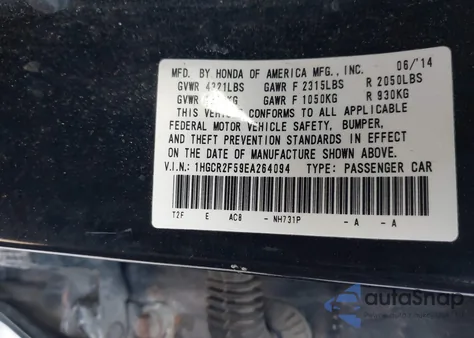 MFD. BY HONDA OF AMERICA MFG., INC. 06/'14
GVWR 4321LBS GAWR F 2315LBS R 2050LBS
GVWR KG GAWR F 1050KG R 930KG
THIS VEHICLE CONFORMS TO ALL APPLICABLE
FEDERAL MOTOR VEHICLE SAFETY, BUMPER,
AND THEFT PREVENTION STANDARDS IN EFFECT
ON THE DATE OF MANUFACTURE SHOWN ABOVE.
V.I.N.: 1HGCR2F59EA264094 TYPE: PASSENGER CAR
T2F E AC8 - NH731P - A - A
autoSnap